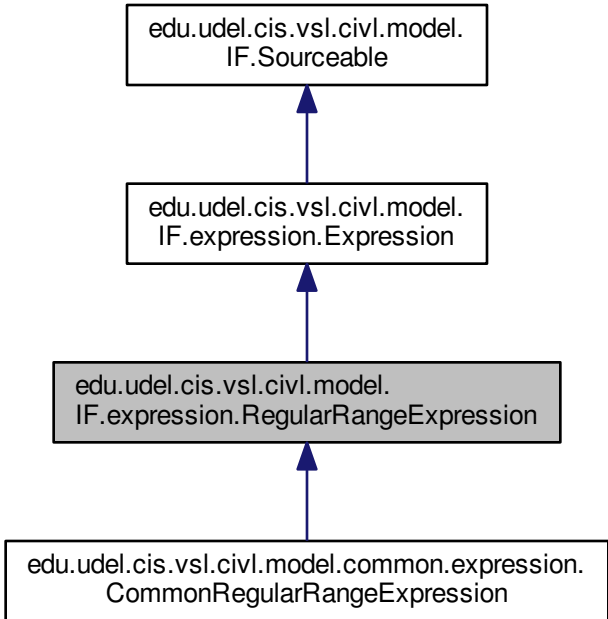 edu.udel.cis.vsl.civl.model.
IF.Sourceable
edu.udel.cis.vsl.civl.model.
IF.expression.Expression
edu.udel.cis.vsl.civl.model.
IF.expression.RegularRangeExpression
edu.udel.cis.vsl.civl.model.common.expression.
CommonRegularRangeExpression